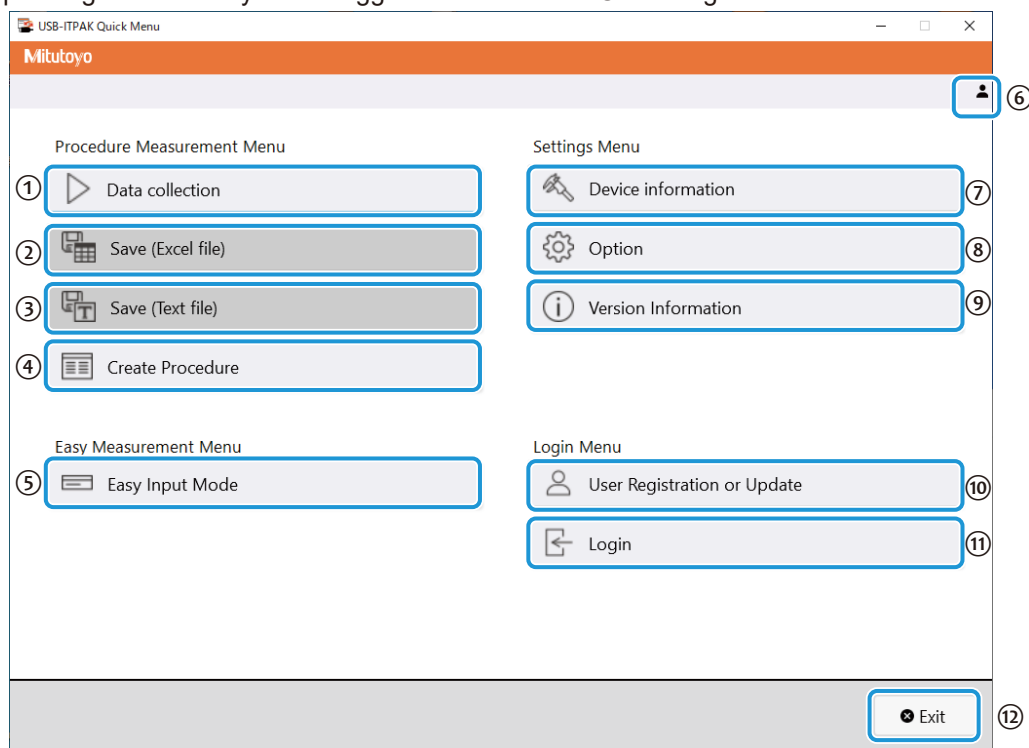 USB-ITPAK Quick Menu
Mitutoyo
⑥
Procedure Measurement Menu
① Data collection
② Save (Excel file)
③ Save (Text file)
④ Create Procedure
Easy Measurement Menu
⑤ Easy Input Mode
Settings Menu
Device information ⑦
Option ⑧
Version Information ⑨
Login Menu
User Registration or Update ⑩
Login ⑪
Exit ⑫